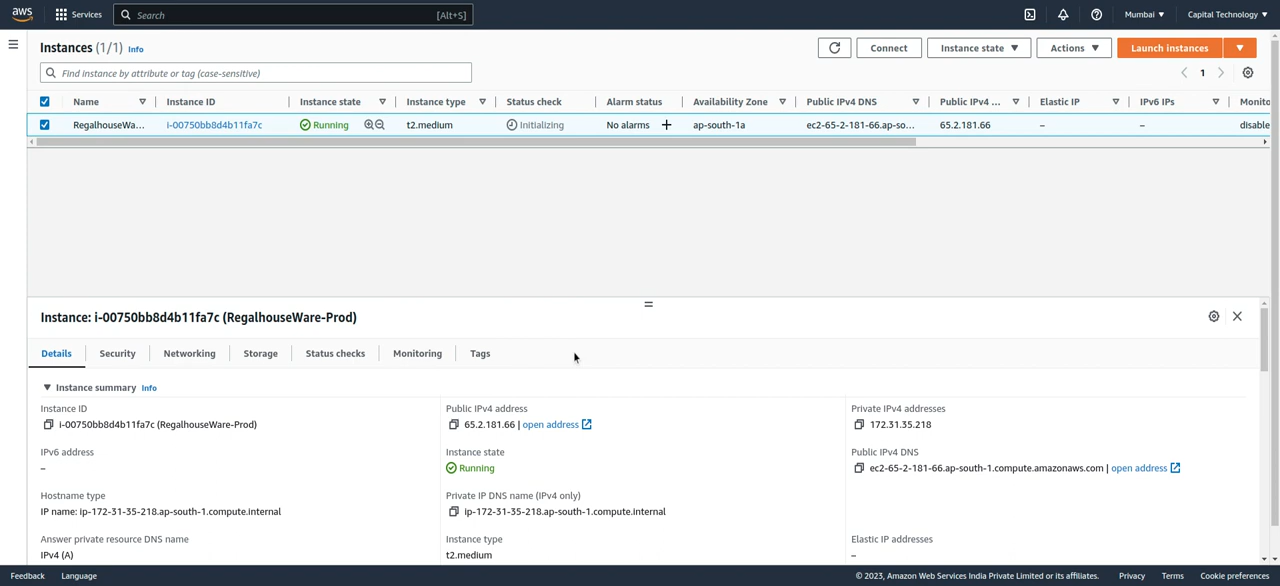 aws Services Search [Alt+S] Mumbai ▼ Capital Technology ▼
Instances (1/1) Info Connect Instance state ▼ Actions ▼ Launch instances ▼
Find instance by attribute or tag (case-sensitive) 1
Name Instance ID Instance state Instance type Status check Alarm status Availability Zone Public IPv4 DNS Public IPv4 ... Elastic IP IPv6 IPs Monito
RegalhouseWa... i-00750bb8d4b11fa7c Running t2.medium Initializing No alarms + ap-south-1a ec2-65-2-181-66.ap-so... 65.2.181.66 – – disable
Instance: i-00750bb8d4b11fa7c (RegalhouseWare-Prod)
Details Security Networking Storage Status checks Monitoring Tags
▼ Instance summary Info
Instance ID Public IPv4 address Private IPv4 addresses
i-00750bb8d4b11fa7c (RegalhouseWare-Prod) 65.2.181.66 | open address 172.31.35.218
IPv6 address Instance state Public IPv4 DNS
– Running ec2-65-2-181-66.ap-south-1.compute.amazonaws.com | open address
Hostname type Private IP DNS name (IPv4 only)
IP name: ip-172-31-35-218.ap-south-1.compute.internal ip-172-31-35-218.ap-south-1.compute.internal
Answer private resource DNS name Instance type Elastic IP addresses
IPv4 (A) t2.medium –
Feedback Language © 2023, Amazon Web Services India Private Limited or its affiliates. Privacy Terms Cookie preferences